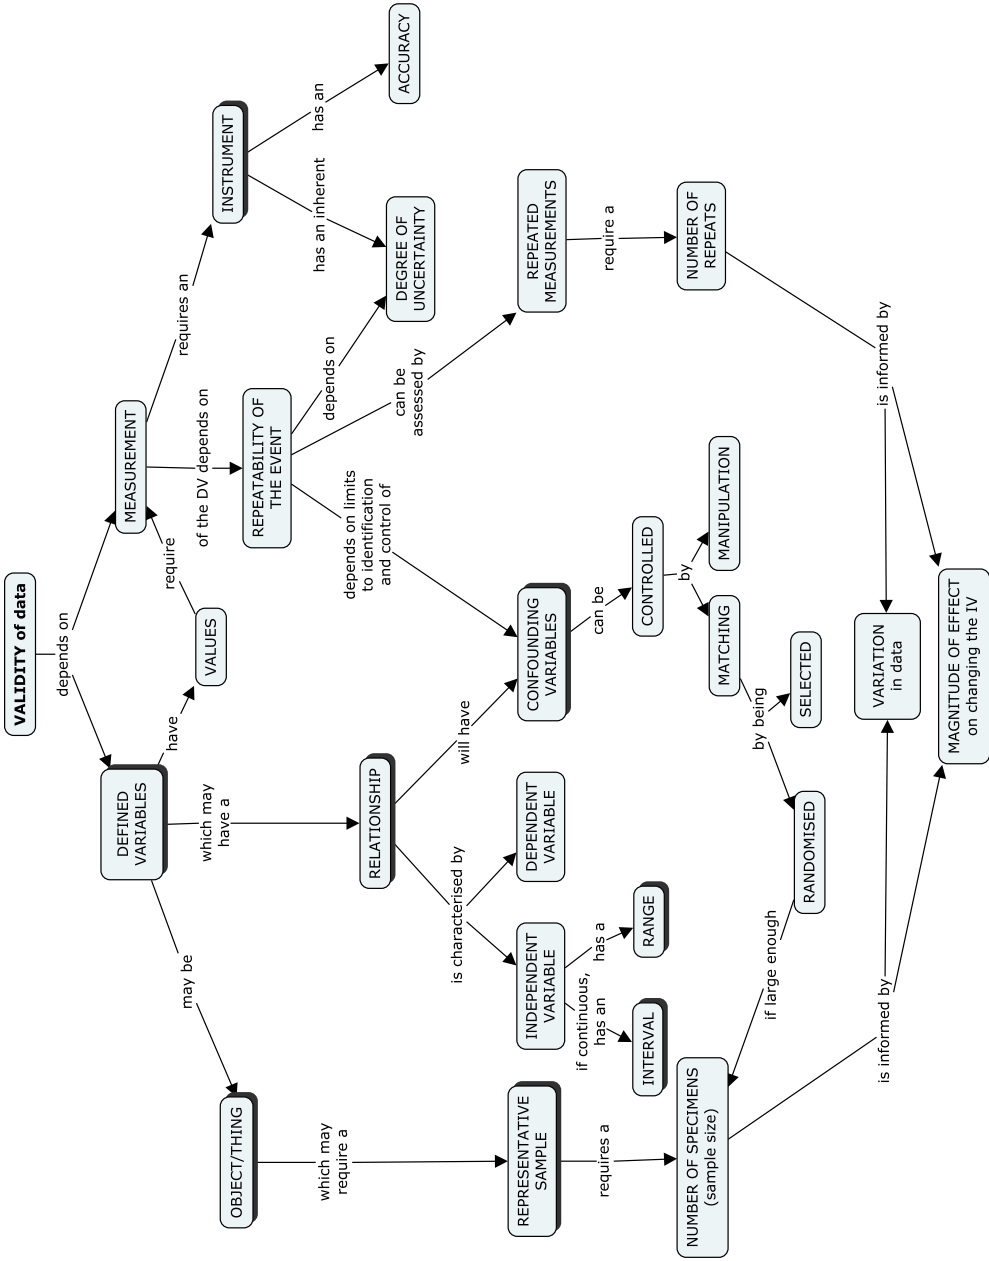 VALIDITY of data
depends on
DEFINED
VARIABLES
MEASUREMENT
have
VALUES
require
requires an
INSTRUMENT
may be
OBJECT/THING
which may
have a
of the DV depends on
REPEATABILITY OF
THE EVENT
has an inherent
has an
ACCURACY
DEGREE OF
UNCERTAINTY
depends on
which may
require a
RELATIONSHIP
depends on limits
to identification
and control of
can be
assessed by
is characterised by
will have
REPRESENTATIVE
SAMPLE
INDEPENDENT
VARIABLE
DEPENDENT
VARIABLE
CONFOUNDING
VARIABLES
REPEATED
MEASUREMENTS
requires a
if continuous,
has an
has a
can be
require a
INTERVAL
RANGE
CONTROLLED
NUMBER OF SPECIMENS
(sample size)
by
NUMBER OF
REPEATS
MATCHING
MANIPULATION
if large enough
by being
RANDOMISED
SELECTED
is informed by
is informed by
VARIATION
in data
MAGNITUDE OF EFFECT
on changing the IV